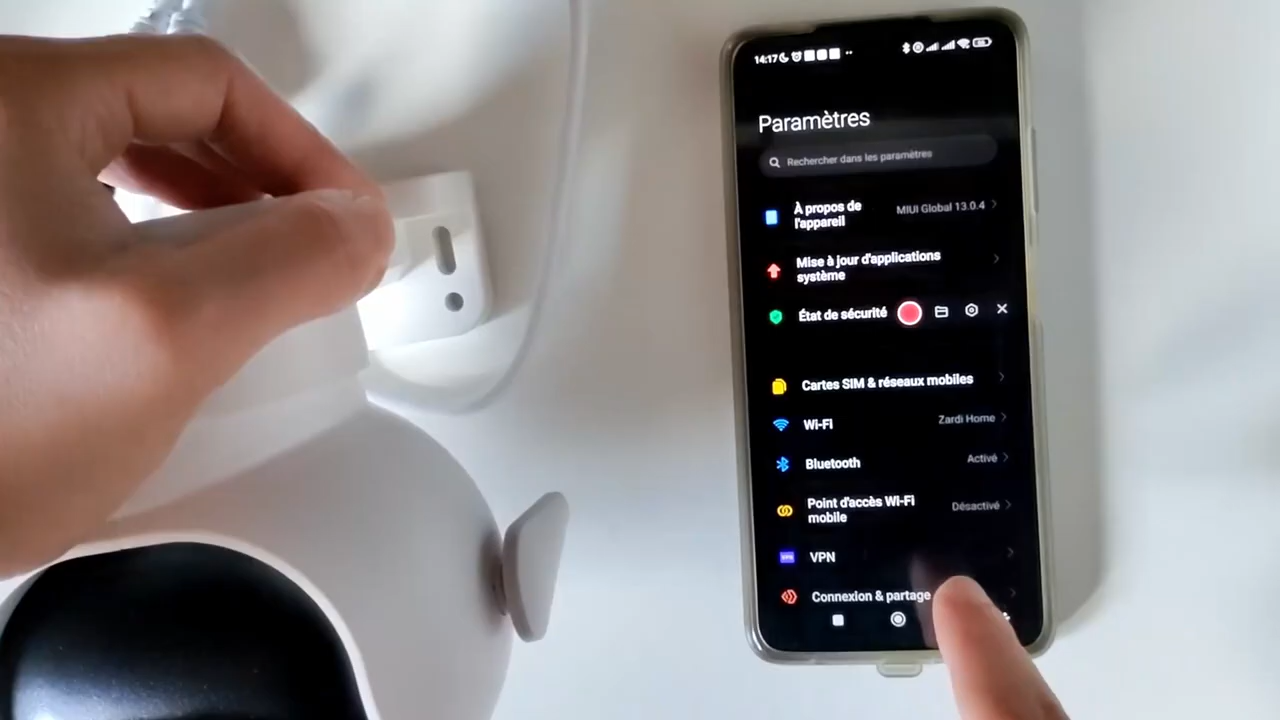 14:17
Paramètres
Rechercher dans les paramètres
À propos de
l'appareil
MIUI Global 13.0.4
Mise à jour d'applications
système
État de sécurité
Cartes SIM & réseaux mobiles
Wi-Fi
Zardi Home
Bluetooth
Activé
Point d'accès Wi-Fi
mobile
Désactivé
VPN
Connexion & partage